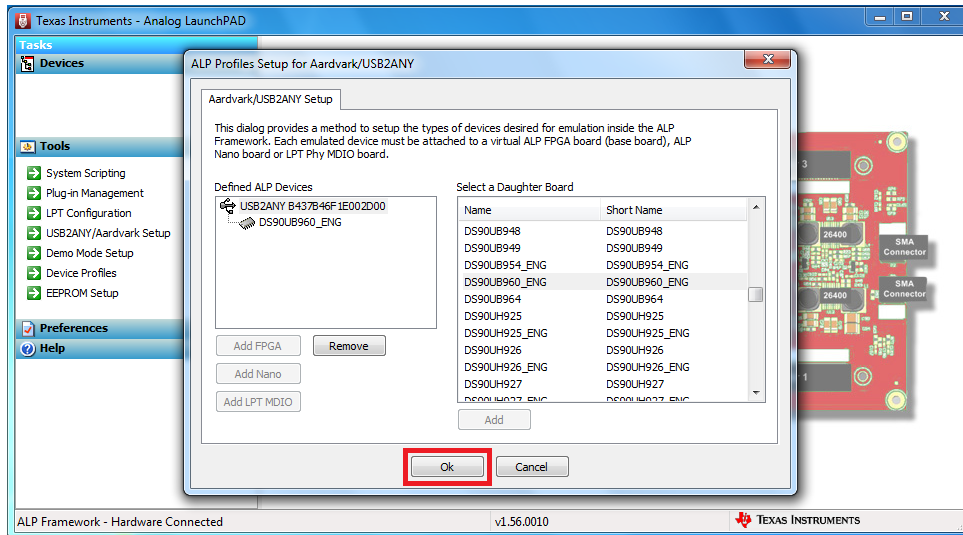 Texas Instruments - Analog LaunchPAD
Tasks
Devices
Tools
System Scripting
Plug-in Management
LPT Configuration
USB2ANY/Aardvark Setup
Demo Mode Setup
Device Profiles
EEPROM Setup
Preferences
Help
ALP Profiles Setup for Aardvark/USB2ANY
Aardvark/USB2ANY Setup
This dialog provides a method to setup the types of devices desired for emulation inside the ALP
Framework. Each emulated device must be attached to a virtual ALP FPGA board (base board), ALP
Nano board or LPT Phy MDIO board.
Defined ALP Devices
USB2ANY B437B46F1E002D00
DS90UB960_ENG
Add FPGA Remove
Add Nano
Add LPT MDIO
Select a Daughter Board
Name Short Name
DS90UB948 DS90UB948
DS90UB949 DS90UB949
DS90UB954_ENG DS90UB954_ENG
DS90UB960_ENG DS90UB960_ENG
DS90UB964 DS90UB964
DS90UH925 DS90UH925
DS90UH925_ENG DS90UH925_ENG
DS90UH926 DS90UH926
DS90UH926_ENG DS90UH926_ENG
DS90UH927 DS90UH927
DS90UH927_ENG DS90UH927_ENG
Add
Ok Cancel
3
26400
SMA
Connector
26400
SMA
Connector
1
ALP Framework - Hardware Connected v1.56.0010 TEXAS INSTRUMENTS